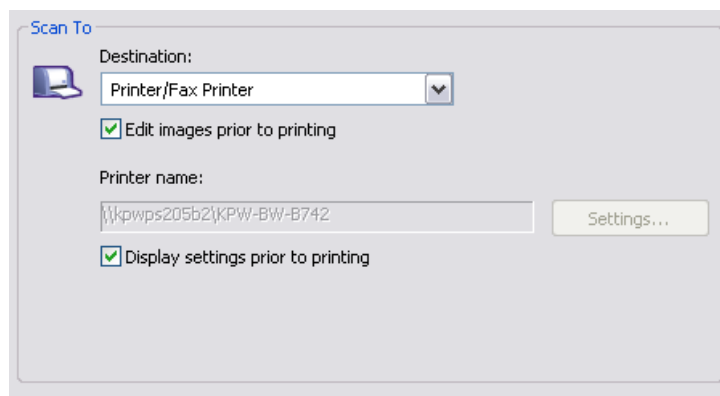 Scan To
Destination:
Printer/Fax Printer
Edit images prior to printing
Printer name:
\\kpwps205b2\KPW-BW-B742
Settings...
Display settings prior to printing